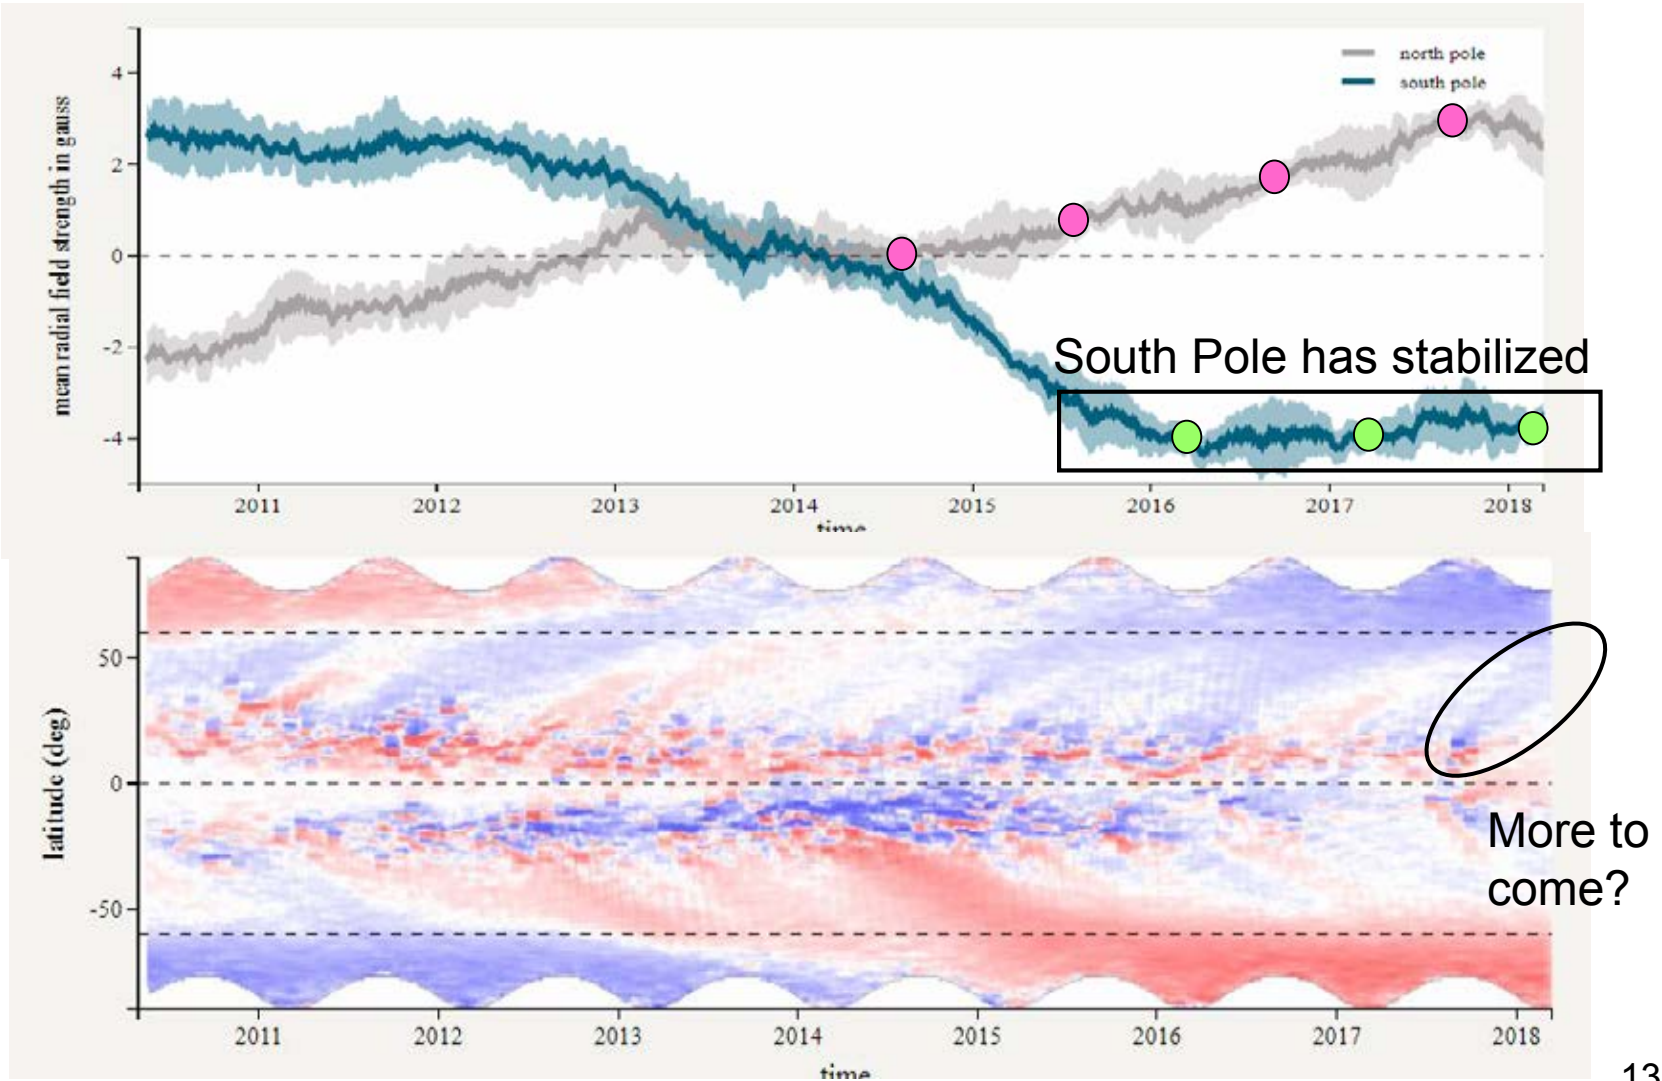 mean radial field strength in gauss
4
2
0
-2
-4
north pole
south pole
South Pole has stabilized
2011 2012 2013 2014 2015 2016 2017 2018
time
latitude (deg)
50
0
-50
More to
come?
2011 2012 2013 2014 2015 2016 2017 2018
time
13